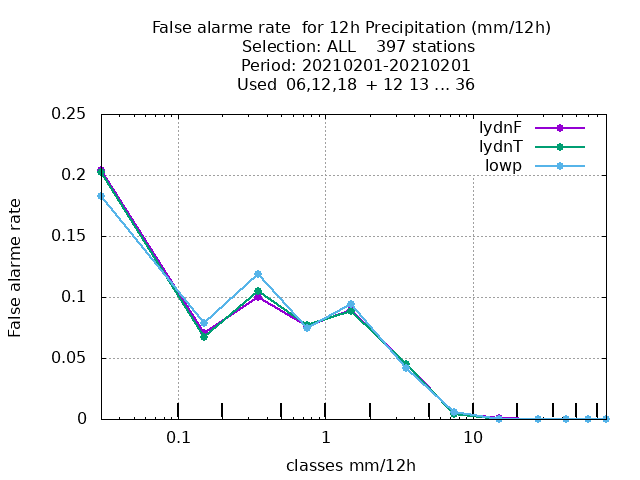 False alarme rate  for 12h Precipitation (mm/12h)
Selection: ALL    397 stations
Period: 20210201-20210201
Used  06,12,18  + 12 13 ... 36
lydnF
lydnT
lowp
False alarme rate
0.25
0.2
0.15
0.1
0.05
0
0.1
1
10
classes mm/12h